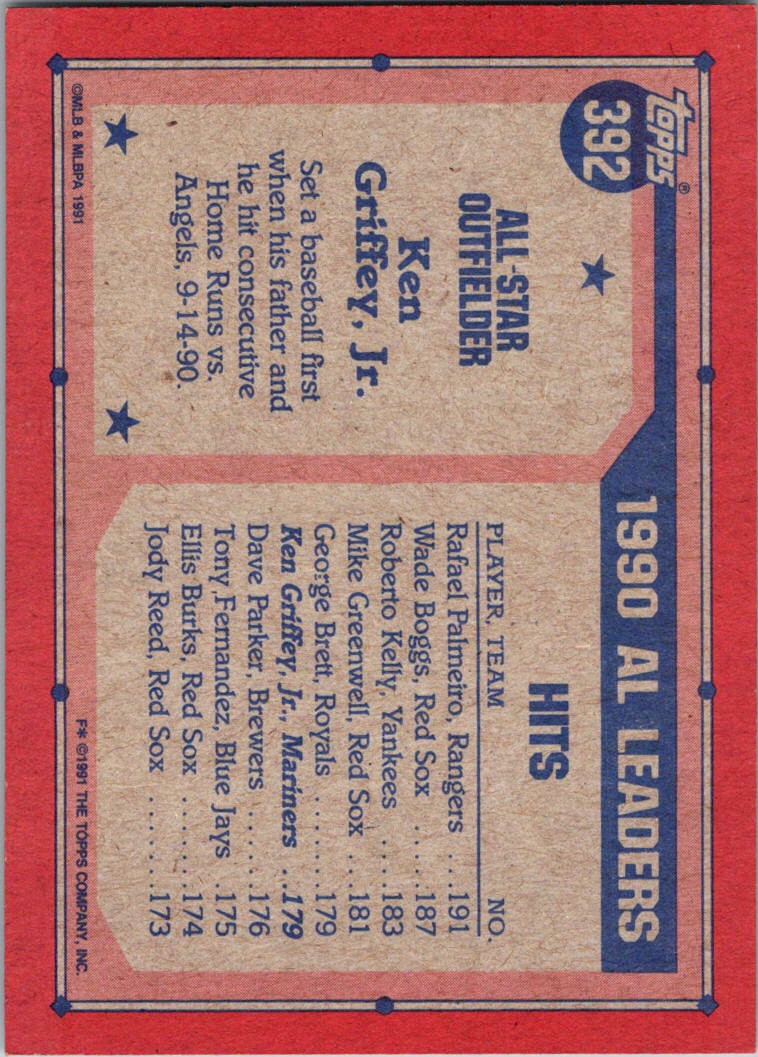 topps®
392
ALL-STAR
OUTFIELDER
Ken
Griffey, Jr.
Set a baseball first
when his father and
he hit consecutive
Home Runs vs.
Angels, 9-14-90.
©MLB & MLBPA 1991
1990 AL LEADERS
HITS
PLAYER, TEAM NO.
Rafael Palmeiro, Rangers ...191
Wade Boggs, Red Sox .....187
Roberto Kelly, Yankees ....183
Mike Greenwell, Red Sox ...181
George Brett, Royals .......179
Ken Griffey, Jr., Mariners ..179
Dave Parker, Brewers ......176
Tony Fernandez, Blue Jays .175
Ellis Burks, Red Sox ......174
Jody Reed, Red Sox .......173
F* ©1991 THE TOPPS COMPANY, INC.